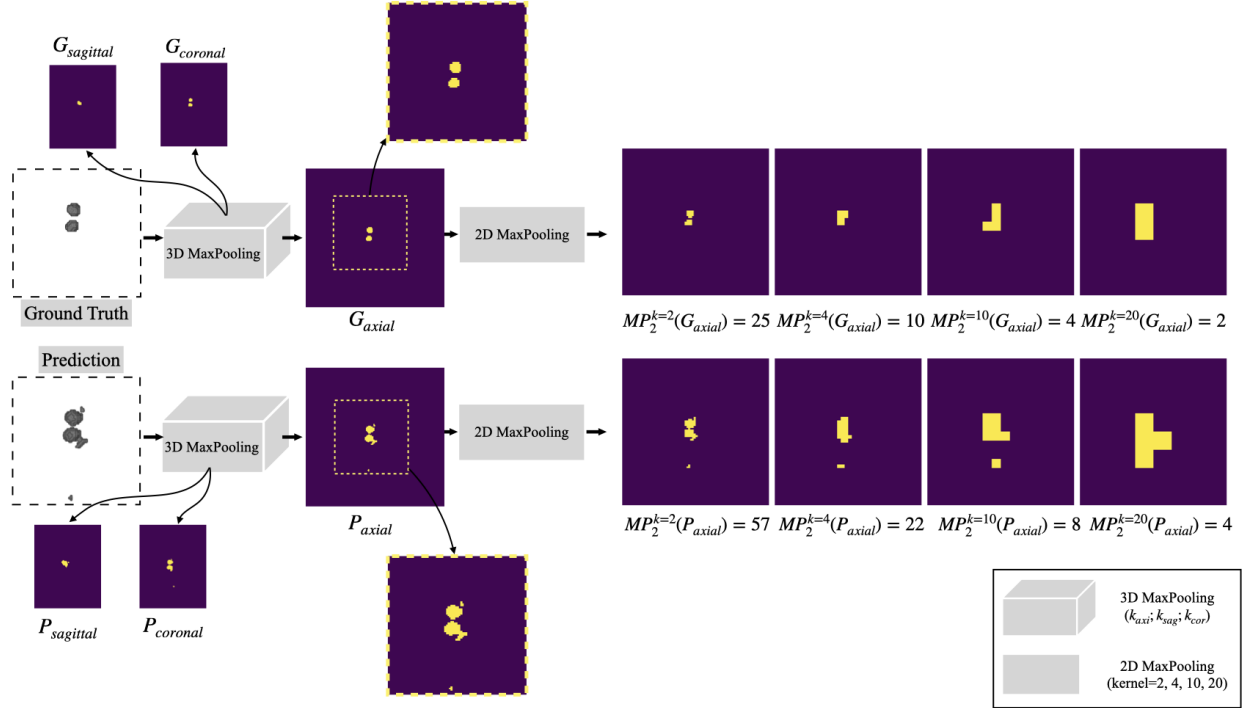 G_sagittal
G_coronal
3D MaxPooling
2D MaxPooling
Ground Truth
G_axial
MP_2^{k=2}(G_axial) = 25
MP_2^{k=4}(G_axial) = 10
MP_2^{k=10}(G_axial) = 4
MP_2^{k=20}(G_axial) = 2
Prediction
3D MaxPooling
2D MaxPooling
P_axial
MP_2^{k=2}(P_axial) = 57
MP_2^{k=4}(P_axial) = 22
MP_2^{k=10}(P_axial) = 8
MP_2^{k=20}(P_axial) = 4
P_sagittal
P_coronal
3D MaxPooling
(k_axi; k_sag; k_cor)
2D MaxPooling
(kernel=2, 4, 10, 20)